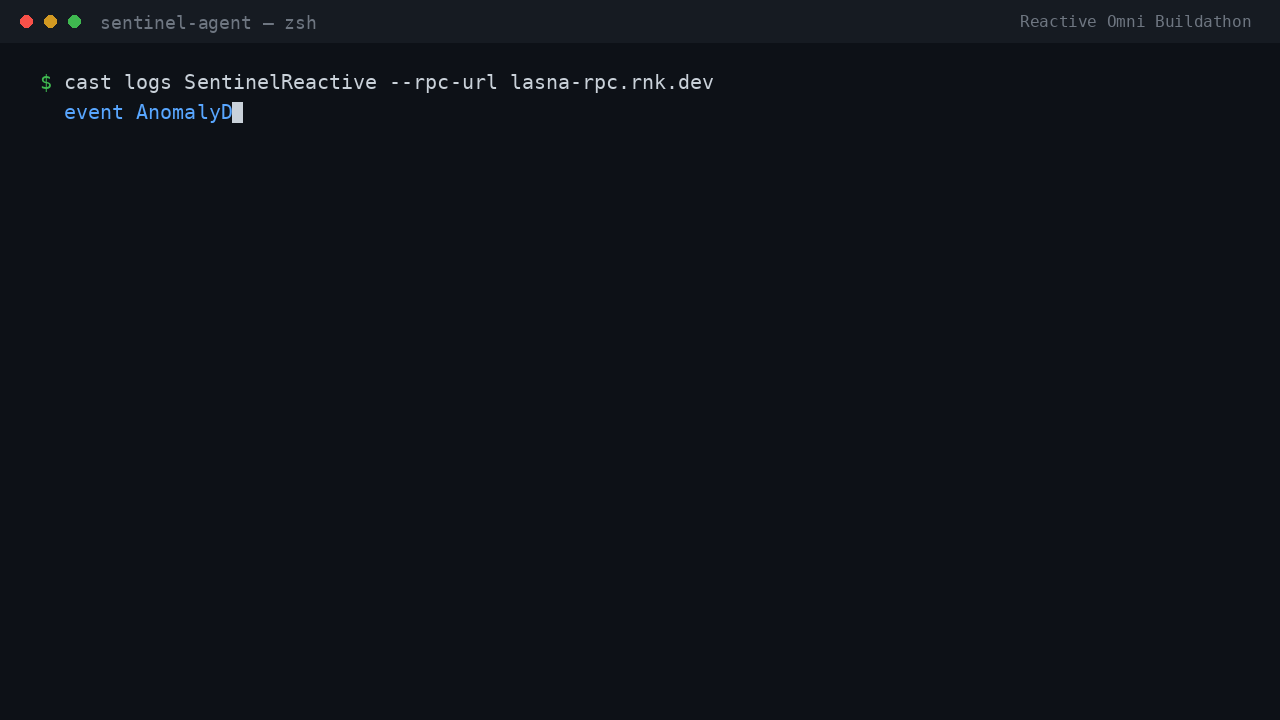 sentinel-agent — zsh
Reactive Omni Buildathon
$ cast logs SentinelReactive --rpc-url lasna-rpc.rnk.dev
event AnomalyD